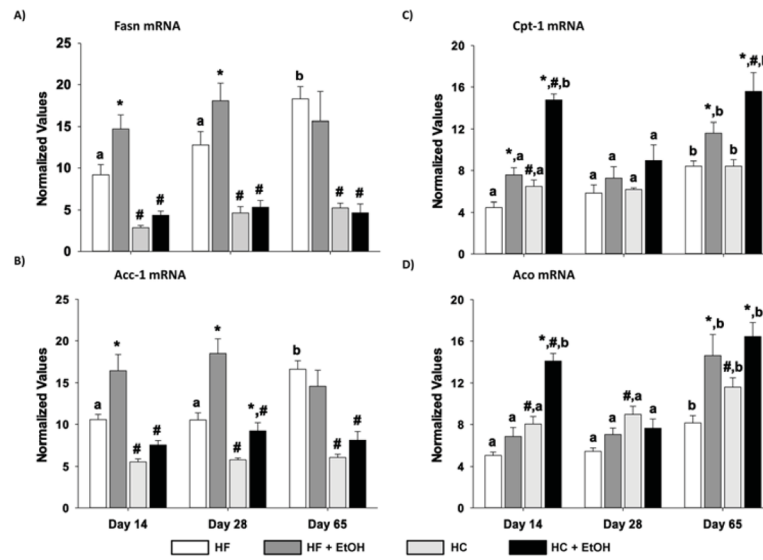 A)
Fasn mRNA
Normalized Values
25
20
15
10
5
0
a * # #
a * # #
b # #
B)
Acc-1 mRNA
Normalized Values
25
20
15
10
5
0
a * # #
a * # *,#
b # #
Day 14 Day 28 Day 65
C)
Cpt-1 mRNA
Normalized Values
20
16
12
8
4
0
a *,a #,a *,#,b
a a a a
b *,b b *,#,
D)
Aco mRNA
Normalized Values
20
16
12
8
4
0
a a #,a *,#,b
a a #,a a
b *,b #,b *,b
Day 14 Day 28 Day 65
HF HF + EtOH HC HC + EtOH